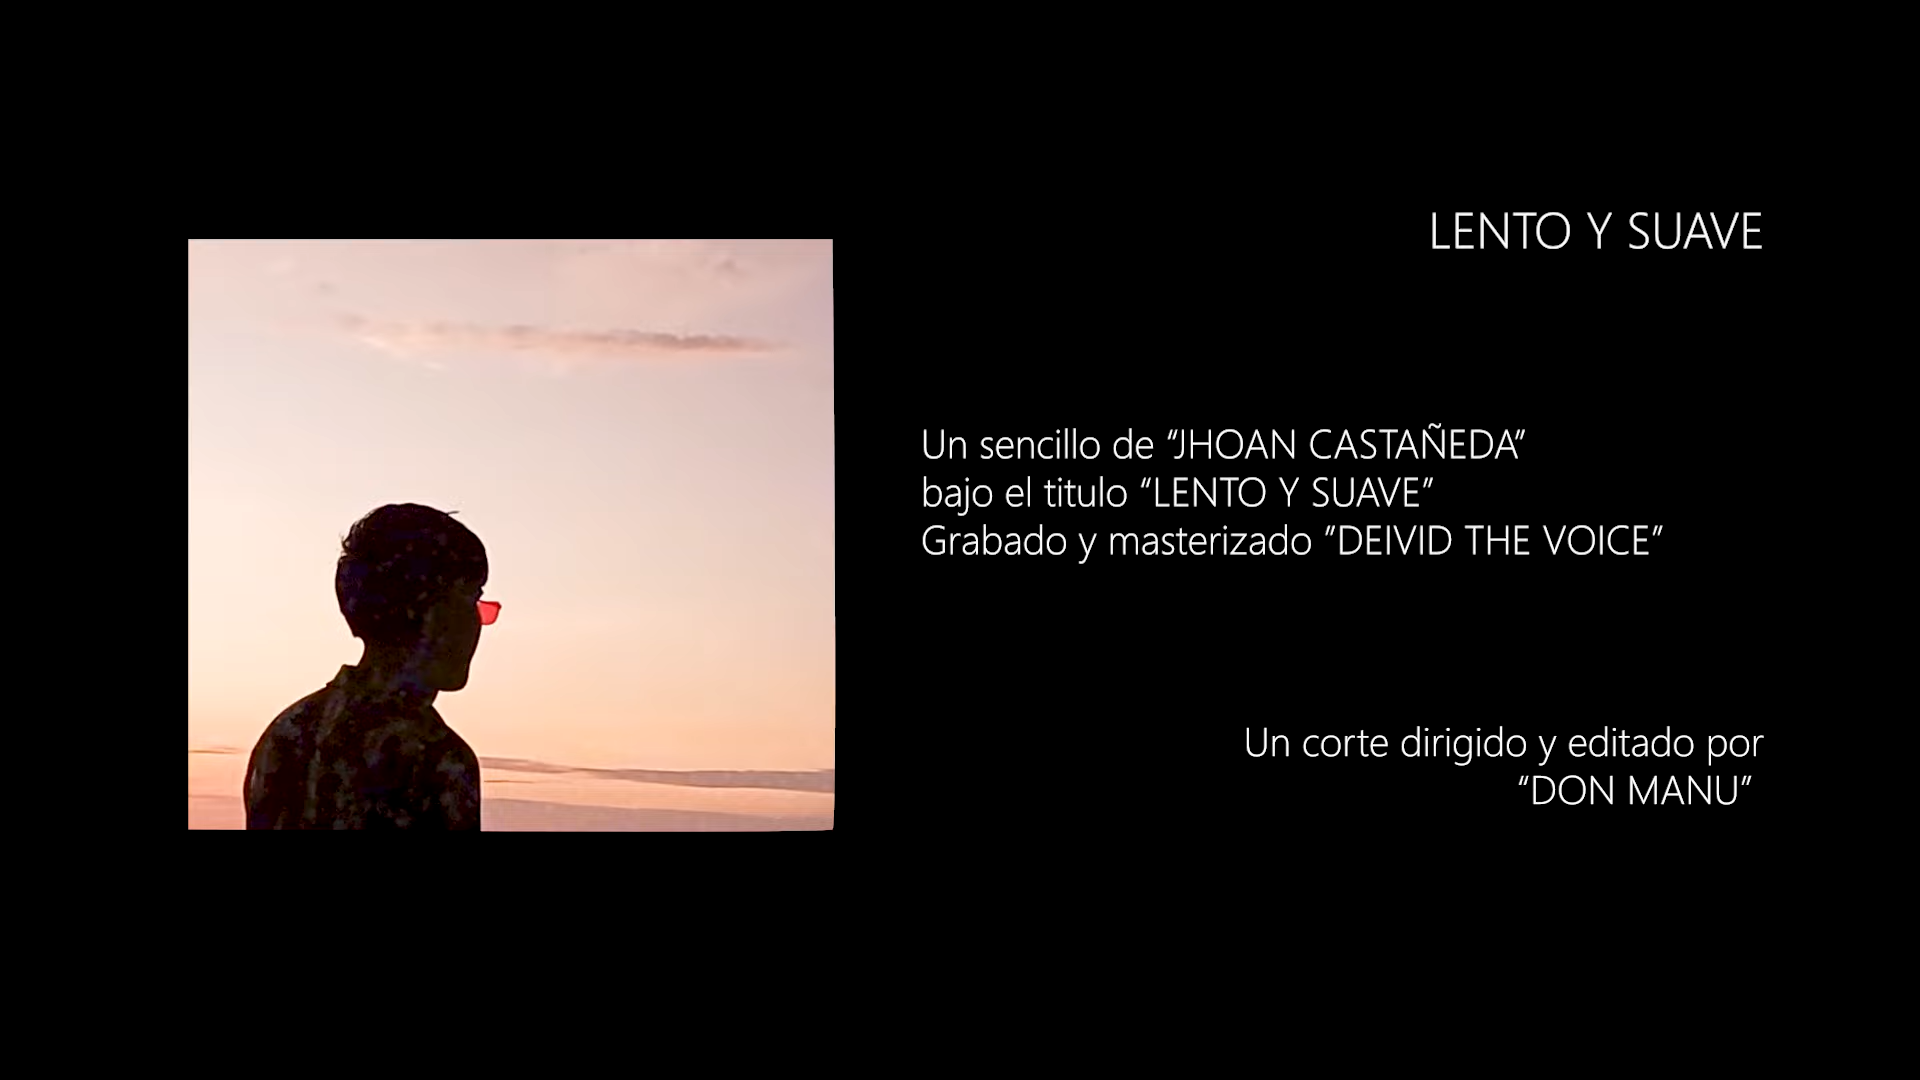 LENTO Y SUAVE
Un sencillo de “JHOAN CASTAÑEDA”
bajo el titulo “LENTO Y SUAVE”
Grabado y masterizado ”DEIVID THE VOICE”
Un corte dirigido y editado por
“DON MANU”